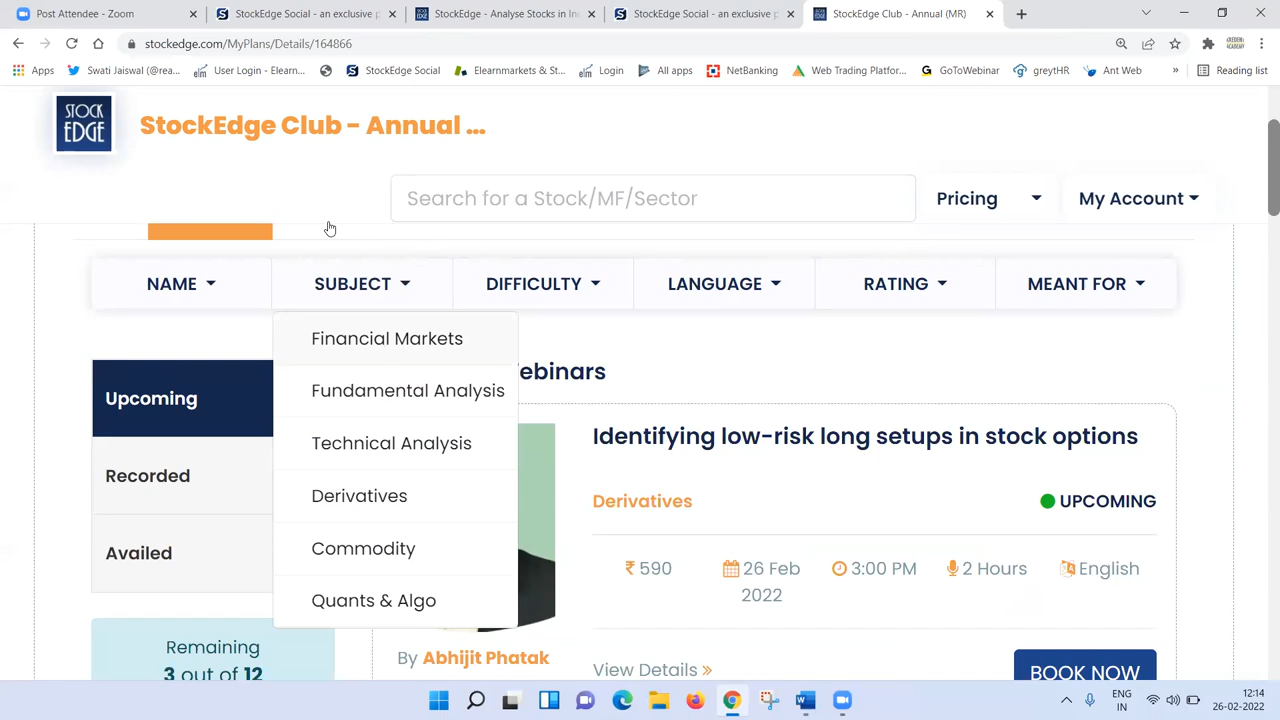 Post Attendee - Zoom
StockEdge Social - an exclusive p
StockEdge - Analyse Stocks in In
StockEdge Social - exclusive p
StockEdge Club - Annual (MR)
stockedge.com/MyPlans/Details/164866
Apps
Swati Jaiswal (@rea...
User Login - Elearn...
StockEdge Social
Elearnmarkets & St...
Login
All apps
NetBanking
Web Trading Platfor...
GoToWebinar
greytHR
Ant Web
»
Reading list
STOCK
EDGE
StockEdge Club - Annual ...
Search for a Stock/MF/Sector
Pricing
My Account
NAME
SUBJECT
DIFFICULTY
LANGUAGE
RATING
MEANT FOR
Financial Markets
Fundamental Analysis
Technical Analysis
Derivatives
Commodity
Quants & Algo
Upcoming
Recorded
Availed
Remaining
3 out of 12
ebinars
Identifying low-risk long setups in stock options
Derivatives
UPCOMING
₹ 590
26 Feb
2022
3:00 PM
2 Hours
English
By Abhijit Phatak
View Details »
BOOK NOW
ENG
IN
12:14
26-02-2022